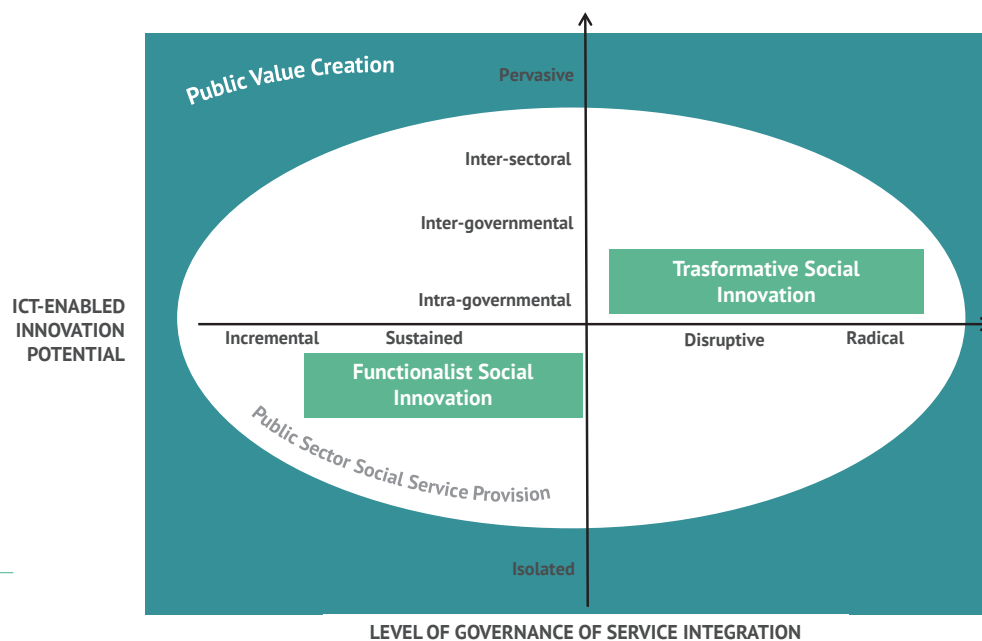 Public Value Creation
Pervasive
Inter-sectoral
Inter-governmental
Trasformative Social
Innovation
Intra-governmental
ICT-ENABLED
INNOVATION
POTENTIAL
Incremental
Sustained
Disruptive
Radical
Functionalist Social
Innovation
Public Sector Social Service Provision
Isolated
LEVEL OF GOVERNANCE OF SERVICE INTEGRATION